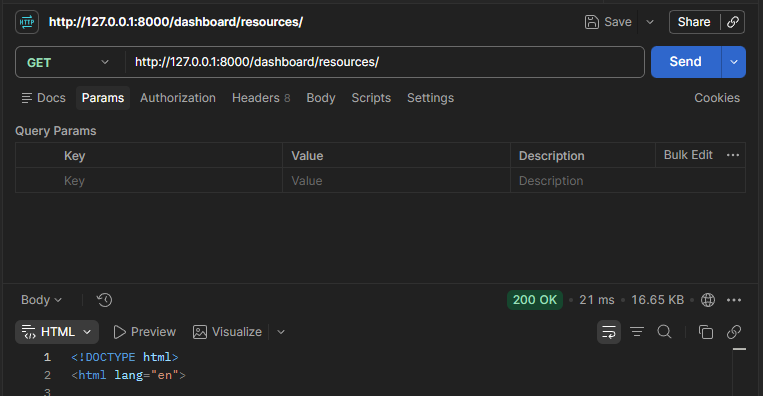 HTTP http://127.0.0.1:8000/dashboard/resources/ Save Share
GET http://127.0.0.1:8000/dashboard/resources/ Send
Docs Params Authorization Headers 8 Body Scripts Settings Cookies
Query Params
Key Value Description Bulk Edit
Key Value Description
Body 200 OK • 21 ms • 16.65 KB
HTML Preview Visualize
1 <!DOCTYPE html>
2 <html lang="en">
3